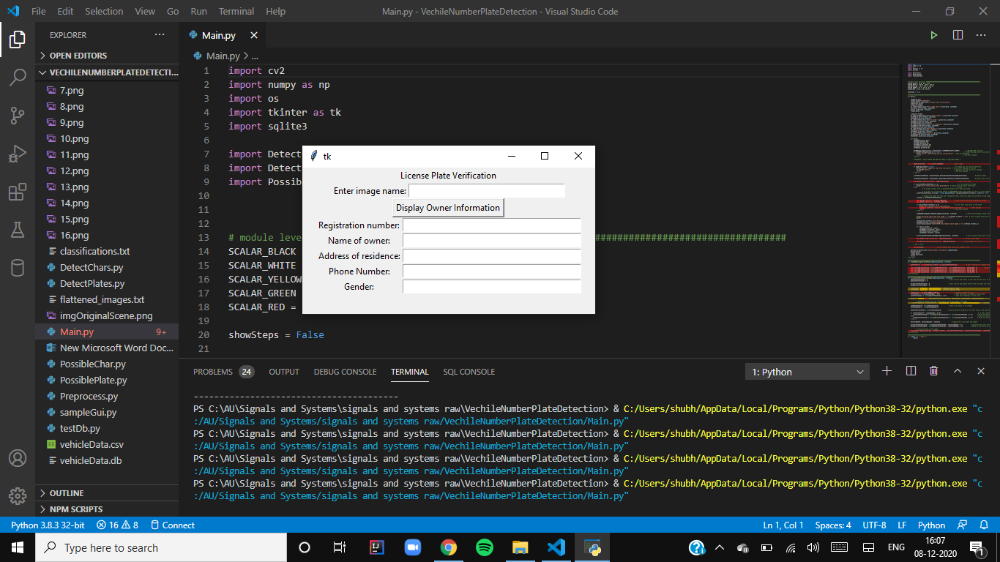 File Edit Selection View Go Run Terminal Help Main.py - VechileNumberPlateDetection - Visual Studio Code
EXPLORER
OPEN EDITORS
VECHILENUMBERPLATEDETECTI...
7.png
8.png
9.png
10.png
11.png
12.png
13.png
14.png
15.png
16.png
classifications.txt
DetectChars.py
DetectPlates.py
flattened_images.txt
imgOriginalScene.png
Main.py 9+
New Microsoft Word Doc...
PossibleChar.py
PossiblePlate.py
Preprocess.py
sampleGui.py
testDb.py
vehicleData.csv
vehicleData.db
OUTLINE
NPM SCRIPTS
Main.py
Main.py > ...
1 import cv2
2 import numpy as np
3 import os
4 import tkinter as tk
5 import sqlite3
6
7 import Detect
8 import Detect
9 import Possib
10
11
12
13 # module leve ##################################
14 SCALAR_BLACK
15 SCALAR_WHITE
16 SCALAR_YELLOW
17 SCALAR_GREEN
18 SCALAR_RED =
19
20 showSteps = False
21
tk
License Plate Verification
Enter image name:
Display Owner Information
Registration number:
Name of owner:
Address of residence:
Phone Number:
Gender:
PROBLEMS 24 OUTPUT DEBUG CONSOLE TERMINAL SQL CONSOLE 1: Python
----------------------------------------
PS C:\AU\Signals and Systems\signals and systems raw\VechileNumberPlateDetection> & C:/Users/shubh/AppData/Local/Programs/Python/Python38-32/python.exe "c
:/AU/Signals and Systems/signals and systems raw/VechileNumberPlateDetection/Main.py"
PS C:\AU\Signals and Systems\signals and systems raw\VechileNumberPlateDetection> & C:/Users/shubh/AppData/Local/Programs/Python/Python38-32/python.exe "c
:/AU/Signals and Systems/signals and systems raw/VechileNumberPlateDetection/Main.py"
PS C:\AU\Signals and Systems\signals and systems raw\VechileNumberPlateDetection> & C:/Users/shubh/AppData/Local/Programs/Python/Python38-32/python.exe "c
:/AU/Signals and Systems/signals and systems raw/VechileNumberPlateDetection/Main.py"
PS C:\AU\Signals and Systems\signals and systems raw\VechileNumberPlateDetection> & C:/Users/shubh/AppData/Local/Programs/Python/Python38-32/python.exe "c
:/AU/Signals and Systems/signals and systems raw/VechileNumberPlateDetection/Main.py"
Python 3.8.3 32-bit 16 8 Connect Ln 1, Col 1 Spaces: 4 UTF-8 LF Python
Type here to search
ENG
16:07
08-12-2020
1